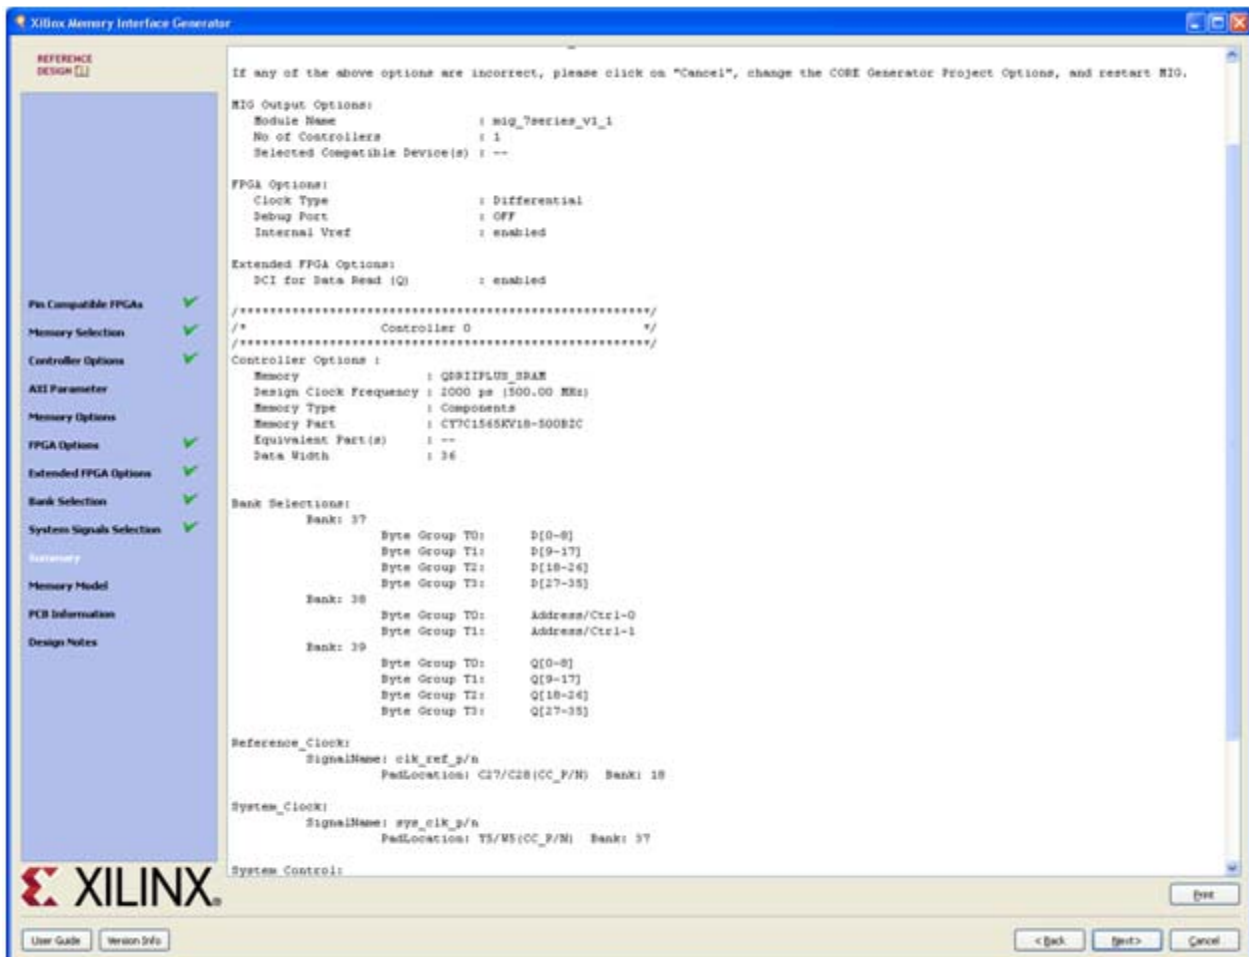 Xilinx Memory Interface Generator
REFERENCE
DESIGN
If any of the above options are incorrect, please click on "Cancel", change the CORE Generator Project Options, and restart MIG.
MIG Output Options:
Module Name : mig_7series_v1_1
No of Controllers : 1
Selected Compatible Device(s) : --
FPGA Options:
Clock Type : Differential
Debug Port : OFF
Internal Vref : enabled
Extended FPGA Options:
DCI for Data Read (Q) : enabled
/*******************************************************/
/* Controller 0 */
/*******************************************************/
Controller Options :
Memory : QDRIIPLUS_SRAM
Design Clock Frequency : 2000 ps (500.00 MHz)
Memory Type : Components
Memory Part : CY7C1565KV18-500BZC
Equivalent Part(s) : --
Data Width : 36
Bank Selections:
Bank: 37
Byte Group T0: D[0-8]
Byte Group T1: D[9-17]
Byte Group T2: D[18-26]
Byte Group T3: D[27-35]
Bank: 38
Byte Group T0: Address/Ctrl-0
Byte Group T1: Address/Ctrl-1
Bank: 39
Byte Group T0: Q[0-8]
Byte Group T1: Q[9-17]
Byte Group T2: Q[18-26]
Byte Group T3: Q[27-35]
Reference_Clock:
SignalName: clk_ref_p/n
PadLocation: C27/C28(CC_P/N) Bank: 18
System_Clock:
SignalName: sys_clk_p/n
PadLocation: Y5/W5(CC_P/N) Bank: 37
System Control:
Pin Compatible FPGAs
Memory Selection
Controller Options
AXI Parameter
Memory Options
FPGA Options
Extended FPGA Options
Bank Selection
System Signals Selection
Summary
Memory Model
PCB Information
Design Notes
XILINX
Print
User Guide
Version Info
< Back
Next>
Cancel